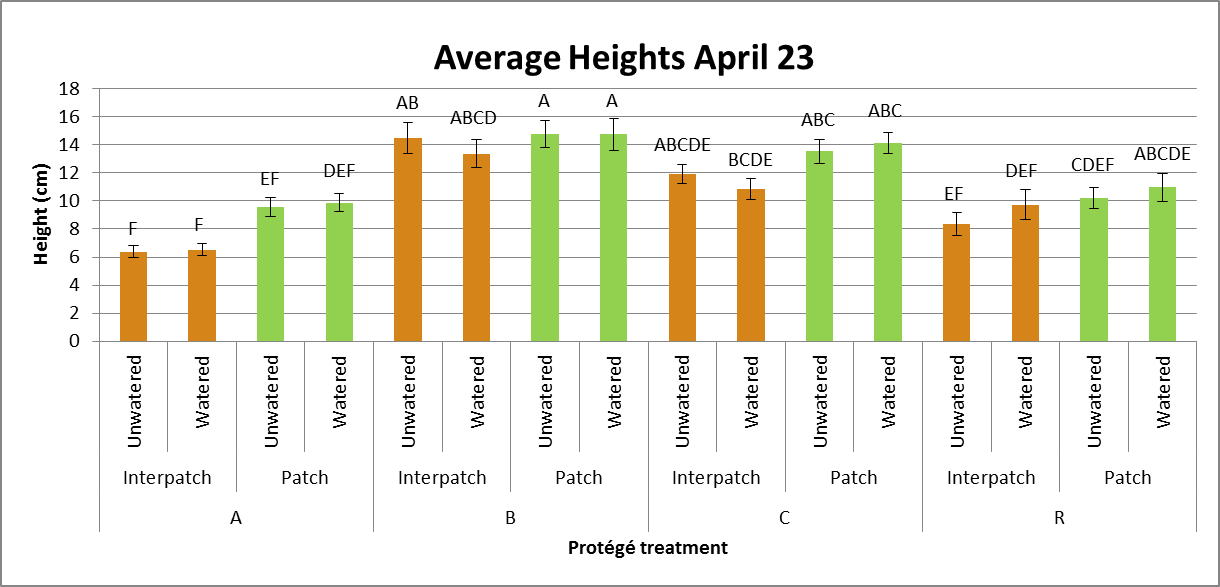 Average Heights April 23
Height (cm)
18
16
14
12
10
8
6
4
2
0
F
F
EF
DEF
AB
ABCD
A
A
ABCDE
BCDE
ABC
ABC
EF
DEF
CDEF
ABCDE
Unwatered
Watered
Unwatered
Watered
Unwatered
Watered
Unwatered
Watered
Unwatered
Watered
Unwatered
Watered
Unwatered
Watered
Unwatered
Watered
Interpatch Patch Interpatch Patch Interpatch Patch Interpatch Patch
A B C R
Protégé treatment